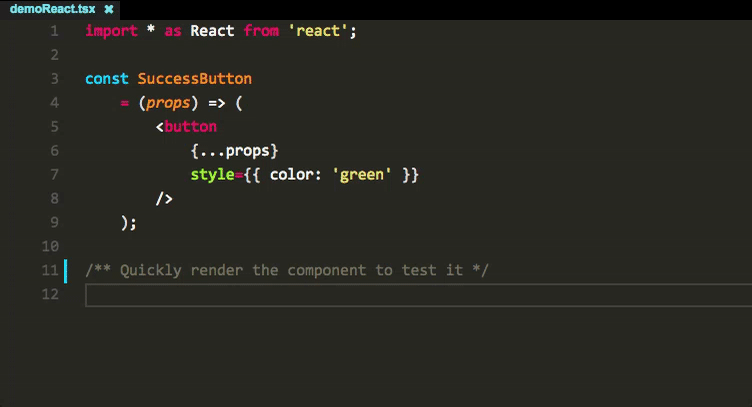 demoReact.tsx ✖
1 import * as React from 'react';
2
3 const SuccessButton
4 = (props) => (
5 <button
6 {...props}
7 style={{ color: 'green' }}
8 />
9 );
10
11 /** Quickly render the component to test it */
12